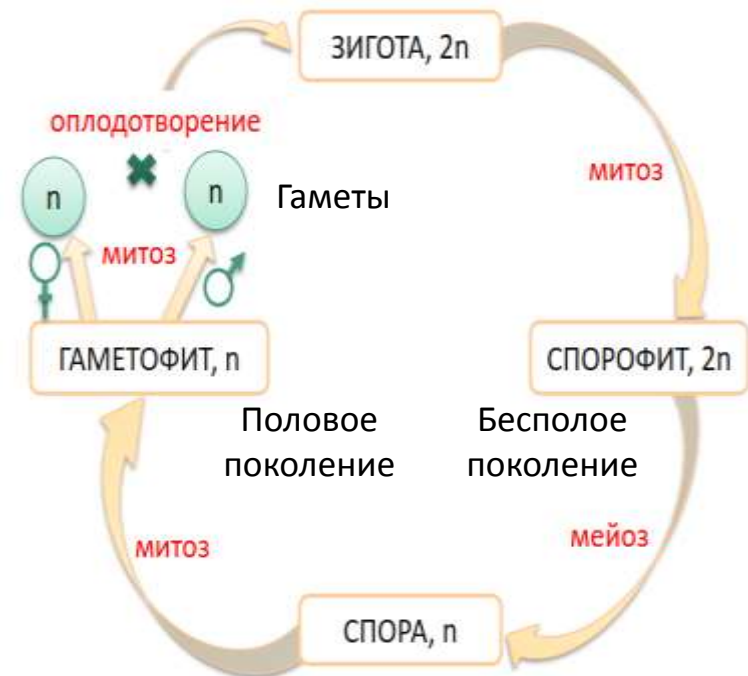 ЗИГОТА, 2n
оплодотворение
митоз
n
n
Гаметы
митоз
ГАМЕТОФИТ, n
СПОРОФИТ, 2n
Половое
поколение
Бесполое
поколение
митоз
мейоз
СПОРА, n